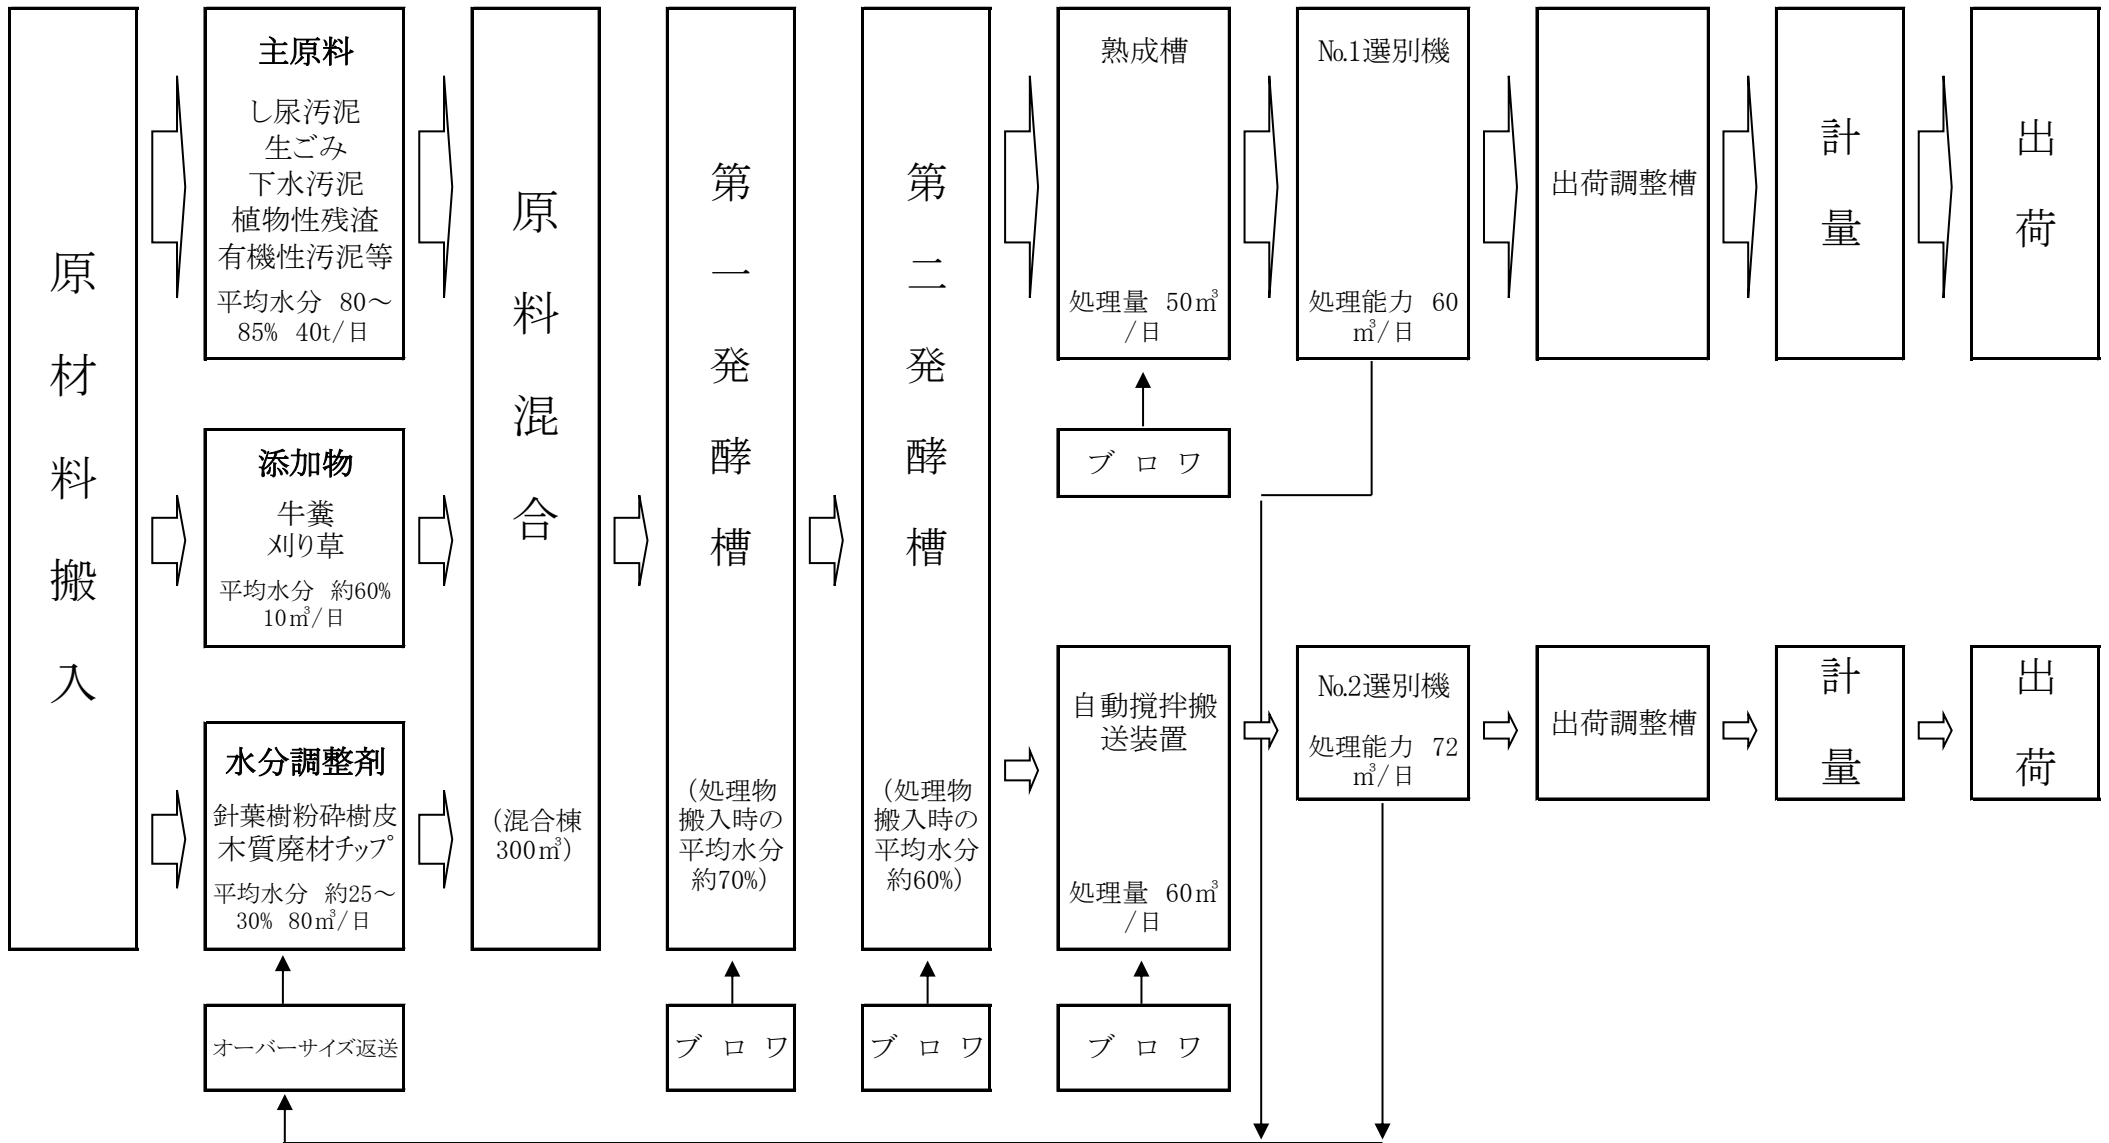 原材料搬入
主原料
し尿汚泥
生ごみ
下水汚泥
植物性残渣
有機性汚泥等
平均水分 80～
85% 40t/日
添加物
牛糞
刈り草
平均水分 約60%
10㎥/日
水分調整剤
針葉樹粉砕樹皮
木質廃材チップ
平均水分 約25～
30% 80㎥/日
オーバーサイズ返送
原料混合
(混合棟
300㎥)
第一発酵槽
(処理物
搬入時の
平均水分
約70%)
ブロワ
第二発酵槽
(処理物
搬入時の
平均水分
約60%)
ブロワ
熟成槽
処理量 50㎥
/日
ブロワ
自動撹拌搬
送装置
処理量 60㎥
/日
ブロワ
№1選別機
処理能力 60
㎥/日
№2選別機
処理能力 72
㎥/日
出荷調整槽
計量
出荷
出荷調整槽
計量
出荷